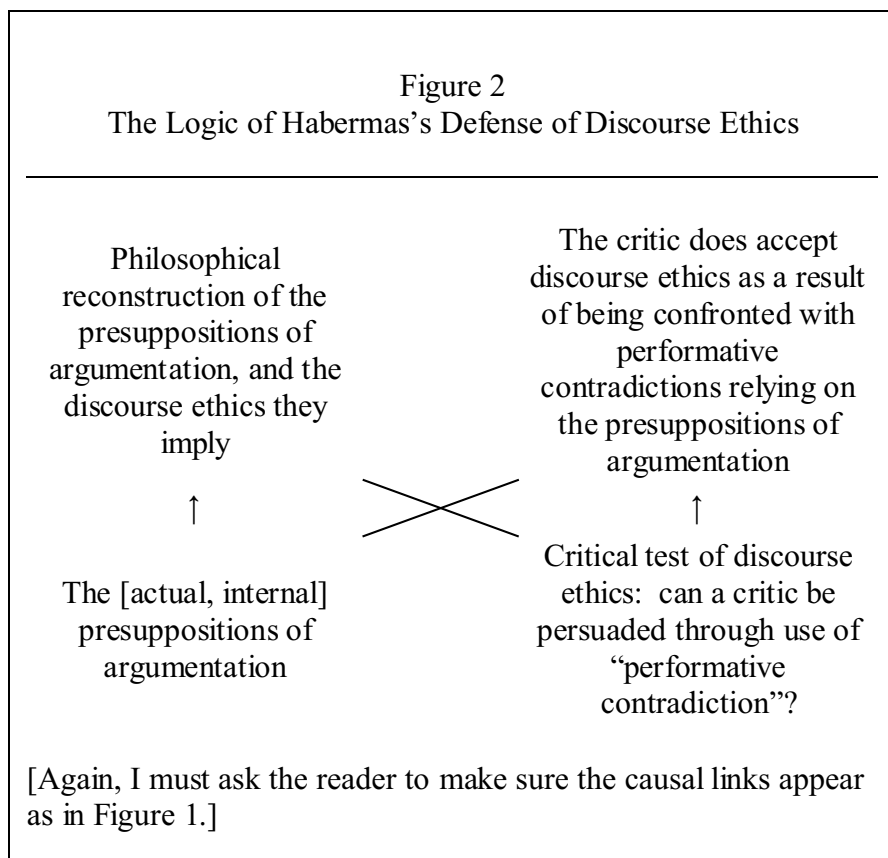 Figure 2
The Logic of Habermas’s Defense of Discourse Ethics
Philosophical
reconstruction of the
presuppositions of
argumentation, and the
discourse ethics they
imply
↑
The [actual, internal]
presuppositions of
argumentation
The critic does accept
discourse ethics as a result
of being confronted with
performative
contradictions relying on
the presuppositions of
argumentation
↑
Critical test of discourse
ethics:  can a critic be
persuaded through use of
“performative
contradiction”?
[Again, I must ask the reader to make sure the causal links appear
as in Figure 1.]